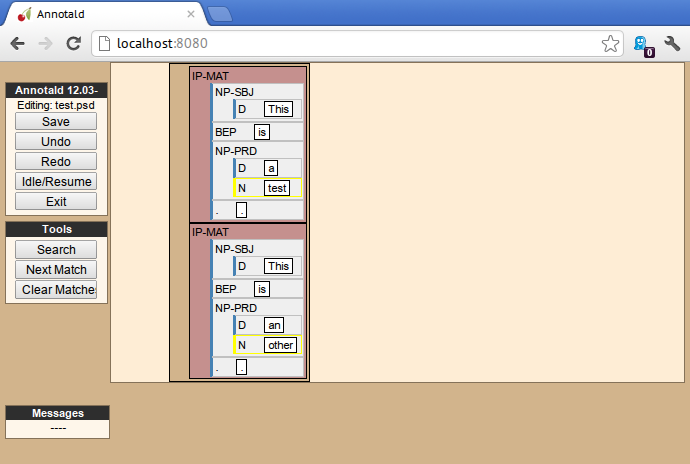 Annotald
localhost:8080
0
Annotald 12.03-
Editing: test.psd
Save
Undo
Redo
Idle/Resume
Exit
Tools
Search
Next Match
Clear Matches
Messages
----
IP-MAT
NP-SBJ
D This
BEP is
NP-PRD
D a
N test
. .
IP-MAT
NP-SBJ
D This
BEP is
NP-PRD
D an
N other
. .